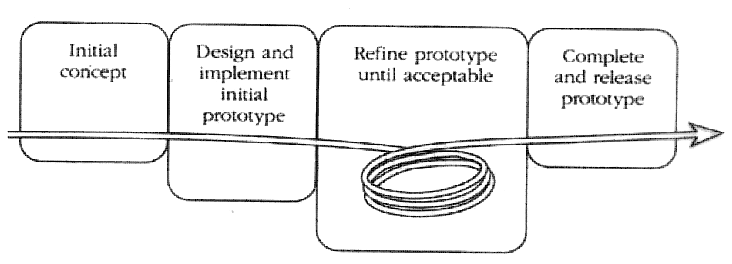 Initial
concept
Design and
implement
initial
prototype
Refine prototype
until acceptable
Complete
and release
prototype